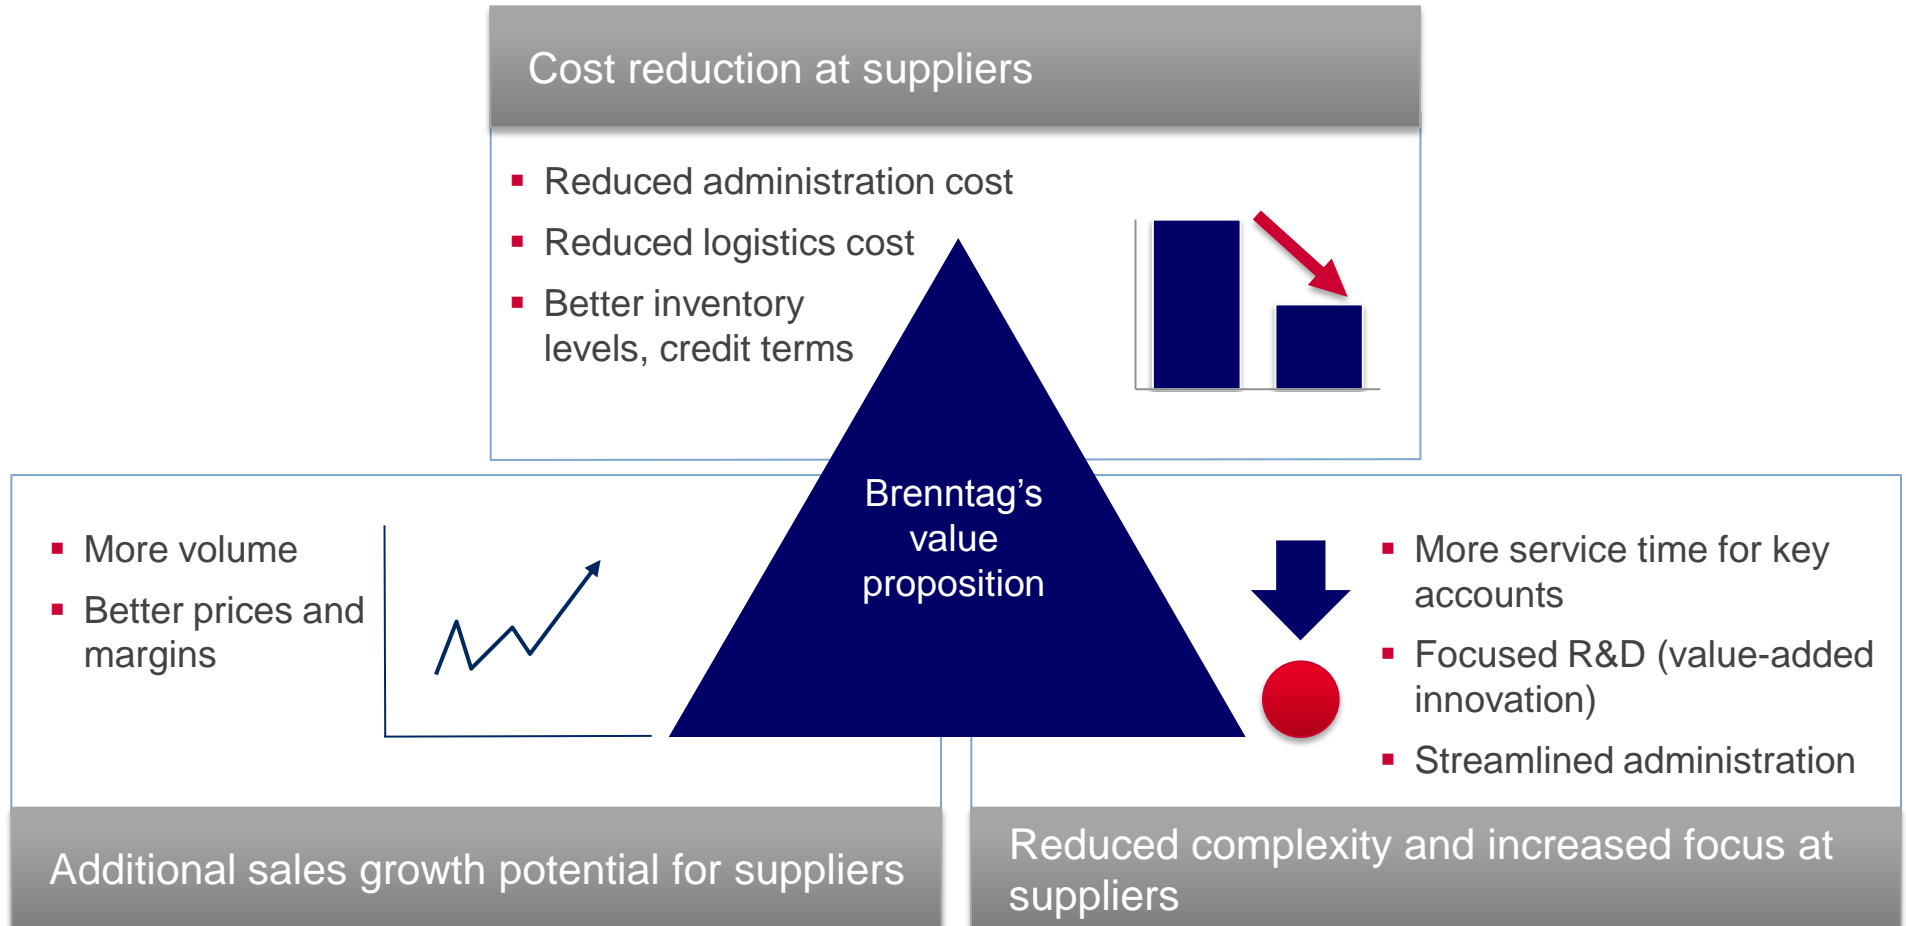 Cost reduction at suppliers
Reduced administration cost
Reduced logistics cost
Better inventory
levels, credit terms
Brenntag’s
value
proposition
More volume
Better prices and
margins
Additional sales growth potential for suppliers
More service time for key
accounts
Focused R&D (value-added
innovation)
Streamlined administration
Reduced complexity and increased focus at
suppliers